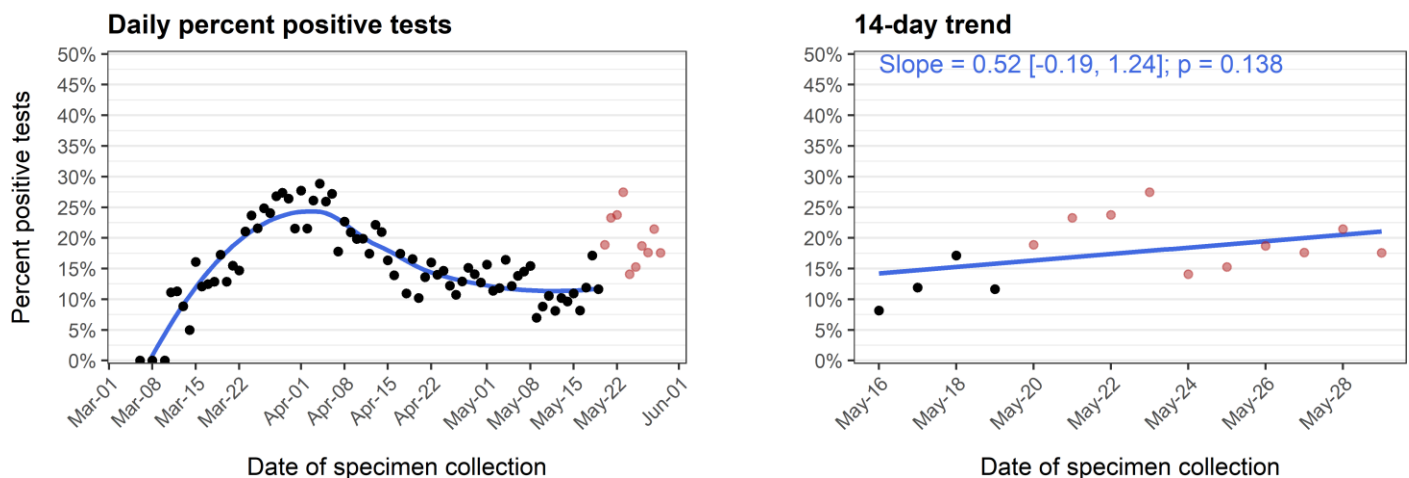 Daily percent positive tests
Percent positive tests
50%
45%
40%
35%
30%
25%
20%
15%
10%
5%
0%
Mar-01
Mar-08
Mar-15
Mar-22
Apr-01
Apr-08
Apr-15
Apr-22
May-01
May-08
May-15
May-22
Jun-01
Date of specimen collection
14-day trend
Slope = 0.52 [-0.19, 1.24]; p = 0.138
50%
45%
40%
35%
30%
25%
20%
15%
10%
5%
0%
May-16
May-18
May-20
May-22
May-24
May-26
May-28
Date of specimen collection